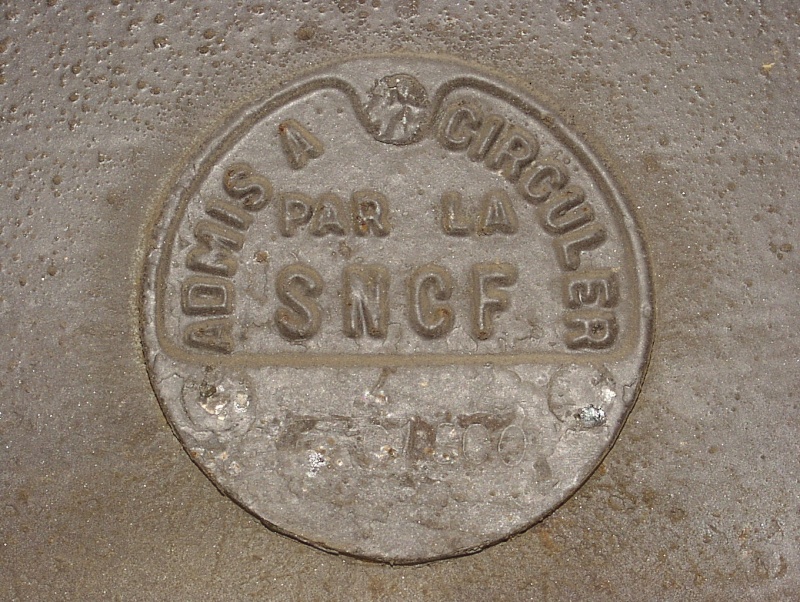 ADMIS A CIRCULER
PAR LA
SNCF